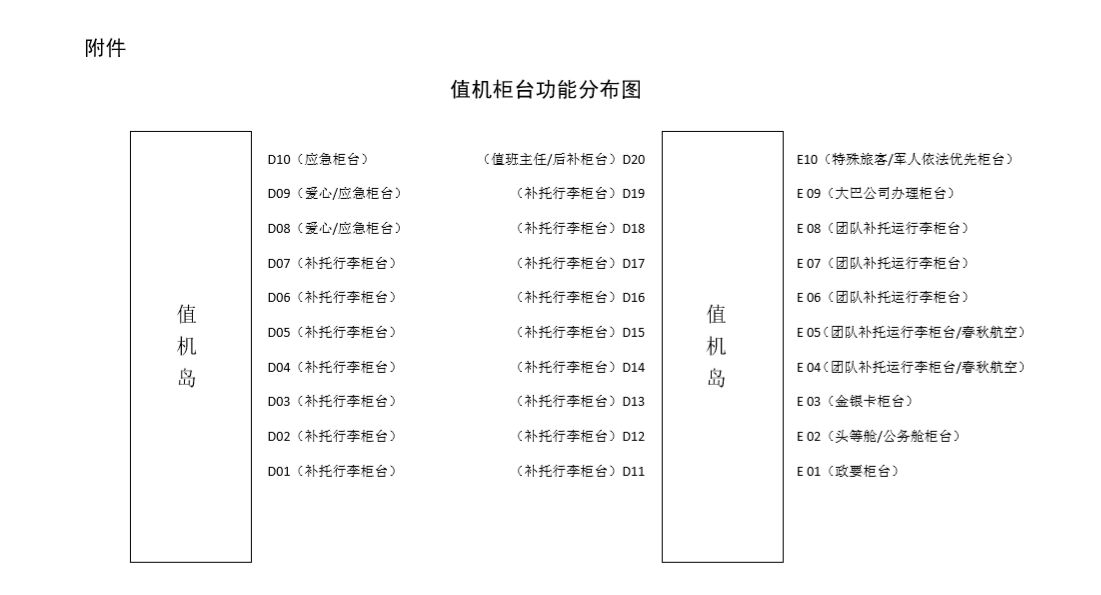 附件
值机柜台功能分布图
D10（应急柜台） （值班主任/后补柜台）D20 E10（特殊旅客/军人依法优先柜台）
D09（爱心/应急柜台） （补托行李柜台）D19 E 09（大巴公司办理柜台）
D08（爱心/应急柜台） （补托行李柜台）D18 E 08（团队补托运行李柜台）
D07（补托行李柜台） （补托行李柜台）D17 E 07（团队补托运行李柜台）
D06（补托行李柜台） （补托行李柜台）D16 E 06（团队补托运行李柜台）
D05（补托行李柜台） （补托行李柜台）D15 E 05（团队补托运行李柜台/春秋航空）
D04（补托行李柜台） （补托行李柜台）D14 E 04（团队补托运行李柜台/春秋航空）
D03（补托行李柜台） （补托行李柜台）D13 E 03（金银卡柜台）
D02（补托行李柜台） （补托行李柜台）D12 E 02（头等舱/公务舱柜台）
D01（补托行李柜台） （补托行李柜台）D11 E 01（政要柜台）
值机岛
值机岛